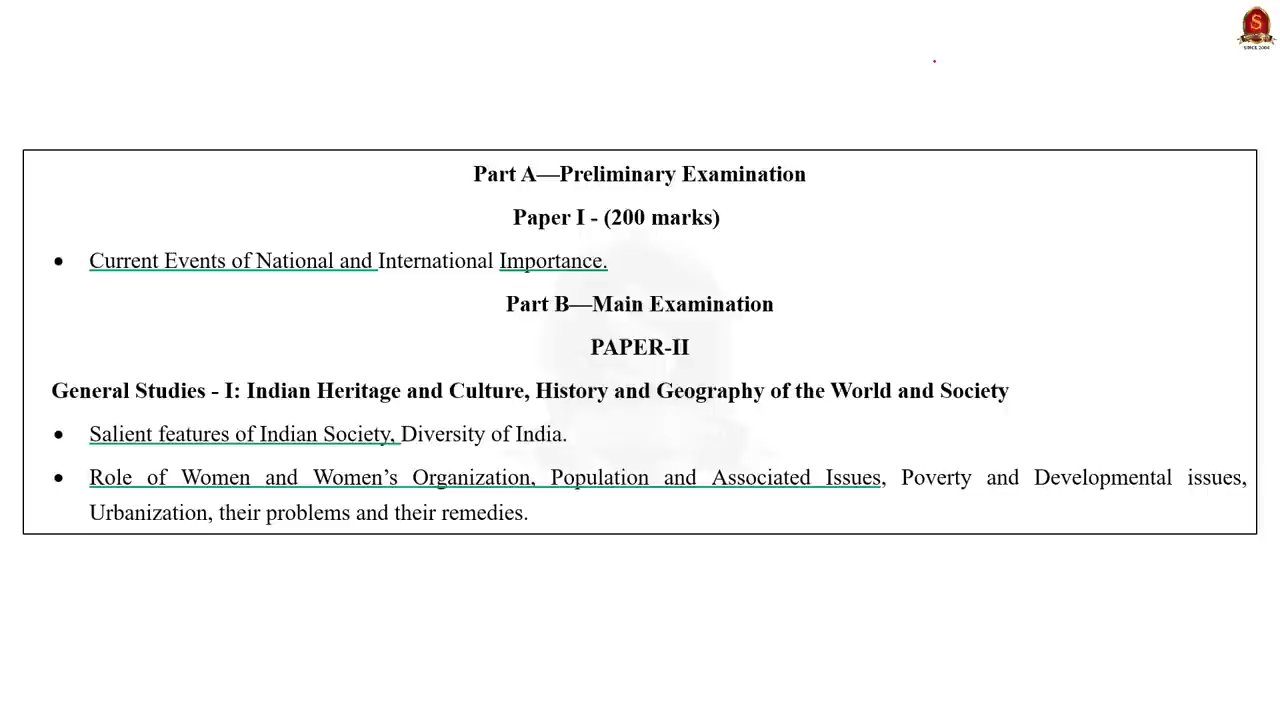 S
SINCE 2004
Part A—Preliminary Examination
Paper I - (200 marks)
• Current Events of National and International Importance.
Part B—Main Examination
PAPER-II
General Studies - I: Indian Heritage and Culture, History and Geography of the World and Society
• Salient features of Indian Society, Diversity of India.
• Role of Women and Women’s Organization, Population and Associated Issues, Poverty and Developmental issues,
Urbanization, their problems and their remedies.